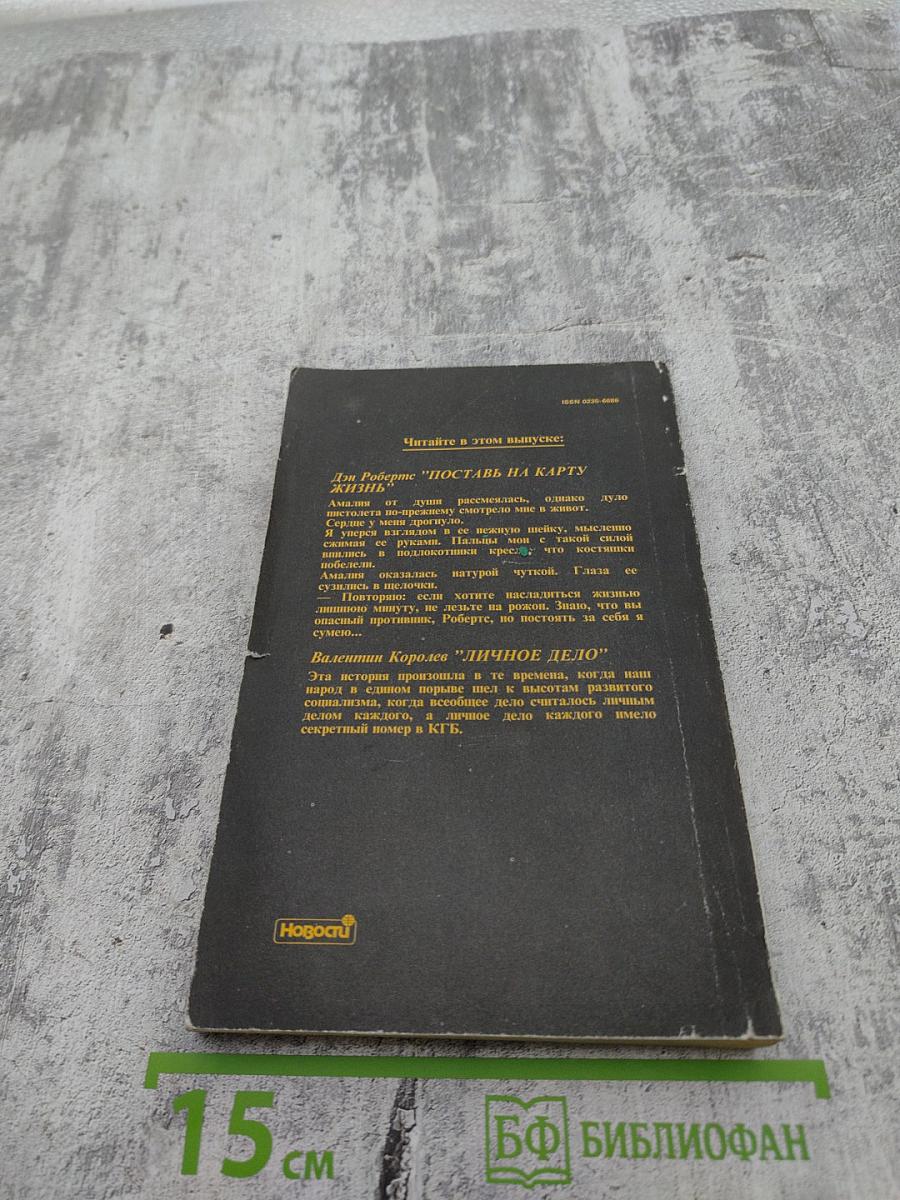 ISSN 0236-6686
Читайте в этом выпуске:
Дэн Робертс "ПОСТАВЬ НА КАРТУ
ЖИЗНЬ"
Амалия от души рассмеялась, однако дуло
пистолета по-прежнему смотрело мне в живот.
Сердце у меня дрогнуло.
Я уперся взглядом в ее нежную шейку, мысленно
сжимая ее руками. Пальцы мои с такой силой
впились в подлокотники кресла, что костяшки
побелели.
Амалия оказалась натурой чуткой. Глаза ее
сузились в щелочки.
— Повторяю: если хотите насладиться жизнью
лишнюю минуту, не лезьте на рожон. Знаю, что вы
опасный противник, Робертс, но постоять за себя я
сумею...
Валентин Королев "ЛИЧНОЕ ДЕЛО"
Эта история произошла в те времена, когда наш
народ в едином порыве шел к высотам развитого
социализма, когда всеобщее дело считалось личным
делом каждого, а личное дело каждого имело
секретный номер в КГБ.
Новости
15 см
БФ БИБЛИОФАН